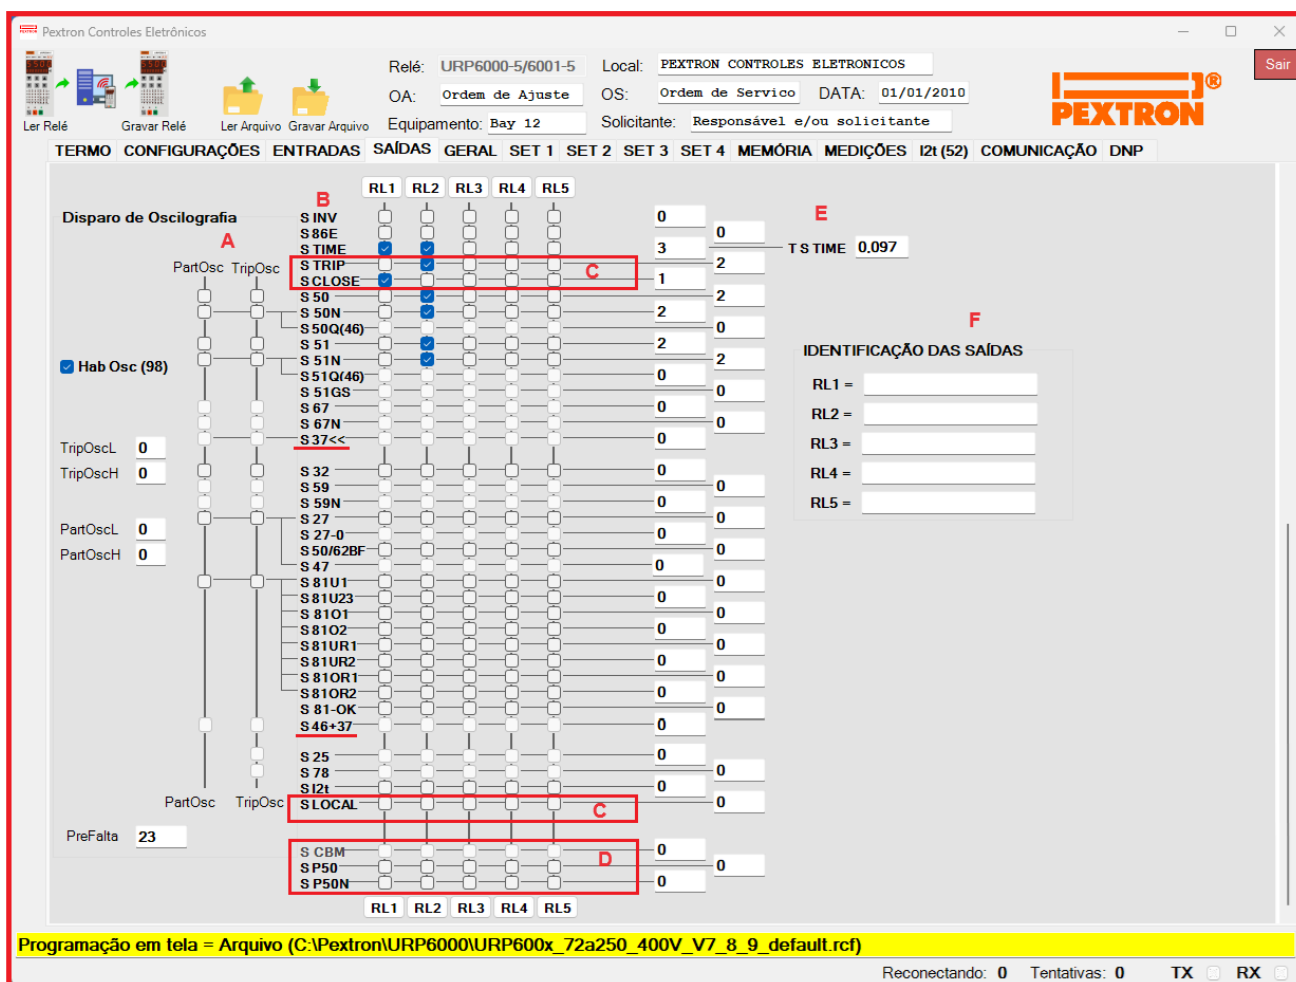 Pextron Controles Eletrônicos
Relé: URP6000-5/6001-5 Local: PEXTRON CONTROLES ELETRONICOS Sair
OA: Ordem de Ajuste OS: Ordem de Servico DATA: 01/01/2010
PEXTRON®
Ler Relé Gravar Relé Ler Arquivo Gravar Arquivo Equipamento: Bay 12 Solicitante: Responsável e/ou solicitante
TERMO CONFIGURAÇÕES ENTRADAS SAÍDAS GERAL SET 1 SET 2 SET 3 SET 4 MEMÓRIA MEDIÇÕES I2t (52) COMUNICAÇÃO DNP
RL1 RL2 RL3 RL4 RL5
B
Disparo de Oscilografia S INV 0 E
A S 86E 0
S TIME 3 T S TIME 0,097
PartOsc TripOsc S TRIP 2
C
S CLOSE 1
S 50 2
S 50N 2
S 50Q(46) 0
F
S 51 2
IDENTIFICAÇÃO DAS SAÍDAS
S 51N 2
Hab Osc (98)
S 51Q(46) 0
RL1 =
S 51GS 0
S 67 0
RL2 =
S 67N 0
S 37<< 0
RL3 =
TripOscL 0
S 32 0
TripOscH 0
RL4 =
S 59 0
S 59N 0
RL5 =
S 27 0
PartOscL 0
S 27-0 0
S 50/62BF 0
PartOscH 0
S 47 0
S 81U1 0
S 81U23 0
S 81O1 0
S 81O2 0
S 81UR1 0
S 81UR2 0
S 81OR1 0
S 81OR2 0
S 81-OK 0
S 46+37 0
S 25 0
S 78 0
S I2t 0
PartOsc TripOsc S LOCAL C 0
PreFalta 23
S CBM 0
D
S P50 0
S P50N 0
RL1 RL2 RL3 RL4 RL5
Programação em tela = Arquivo (C:\Pextron\URP6000\URP600x_72a250_400V_V7_8_9_default.rcf)
Reconectando: 0 Tentativas: 0 TX RX